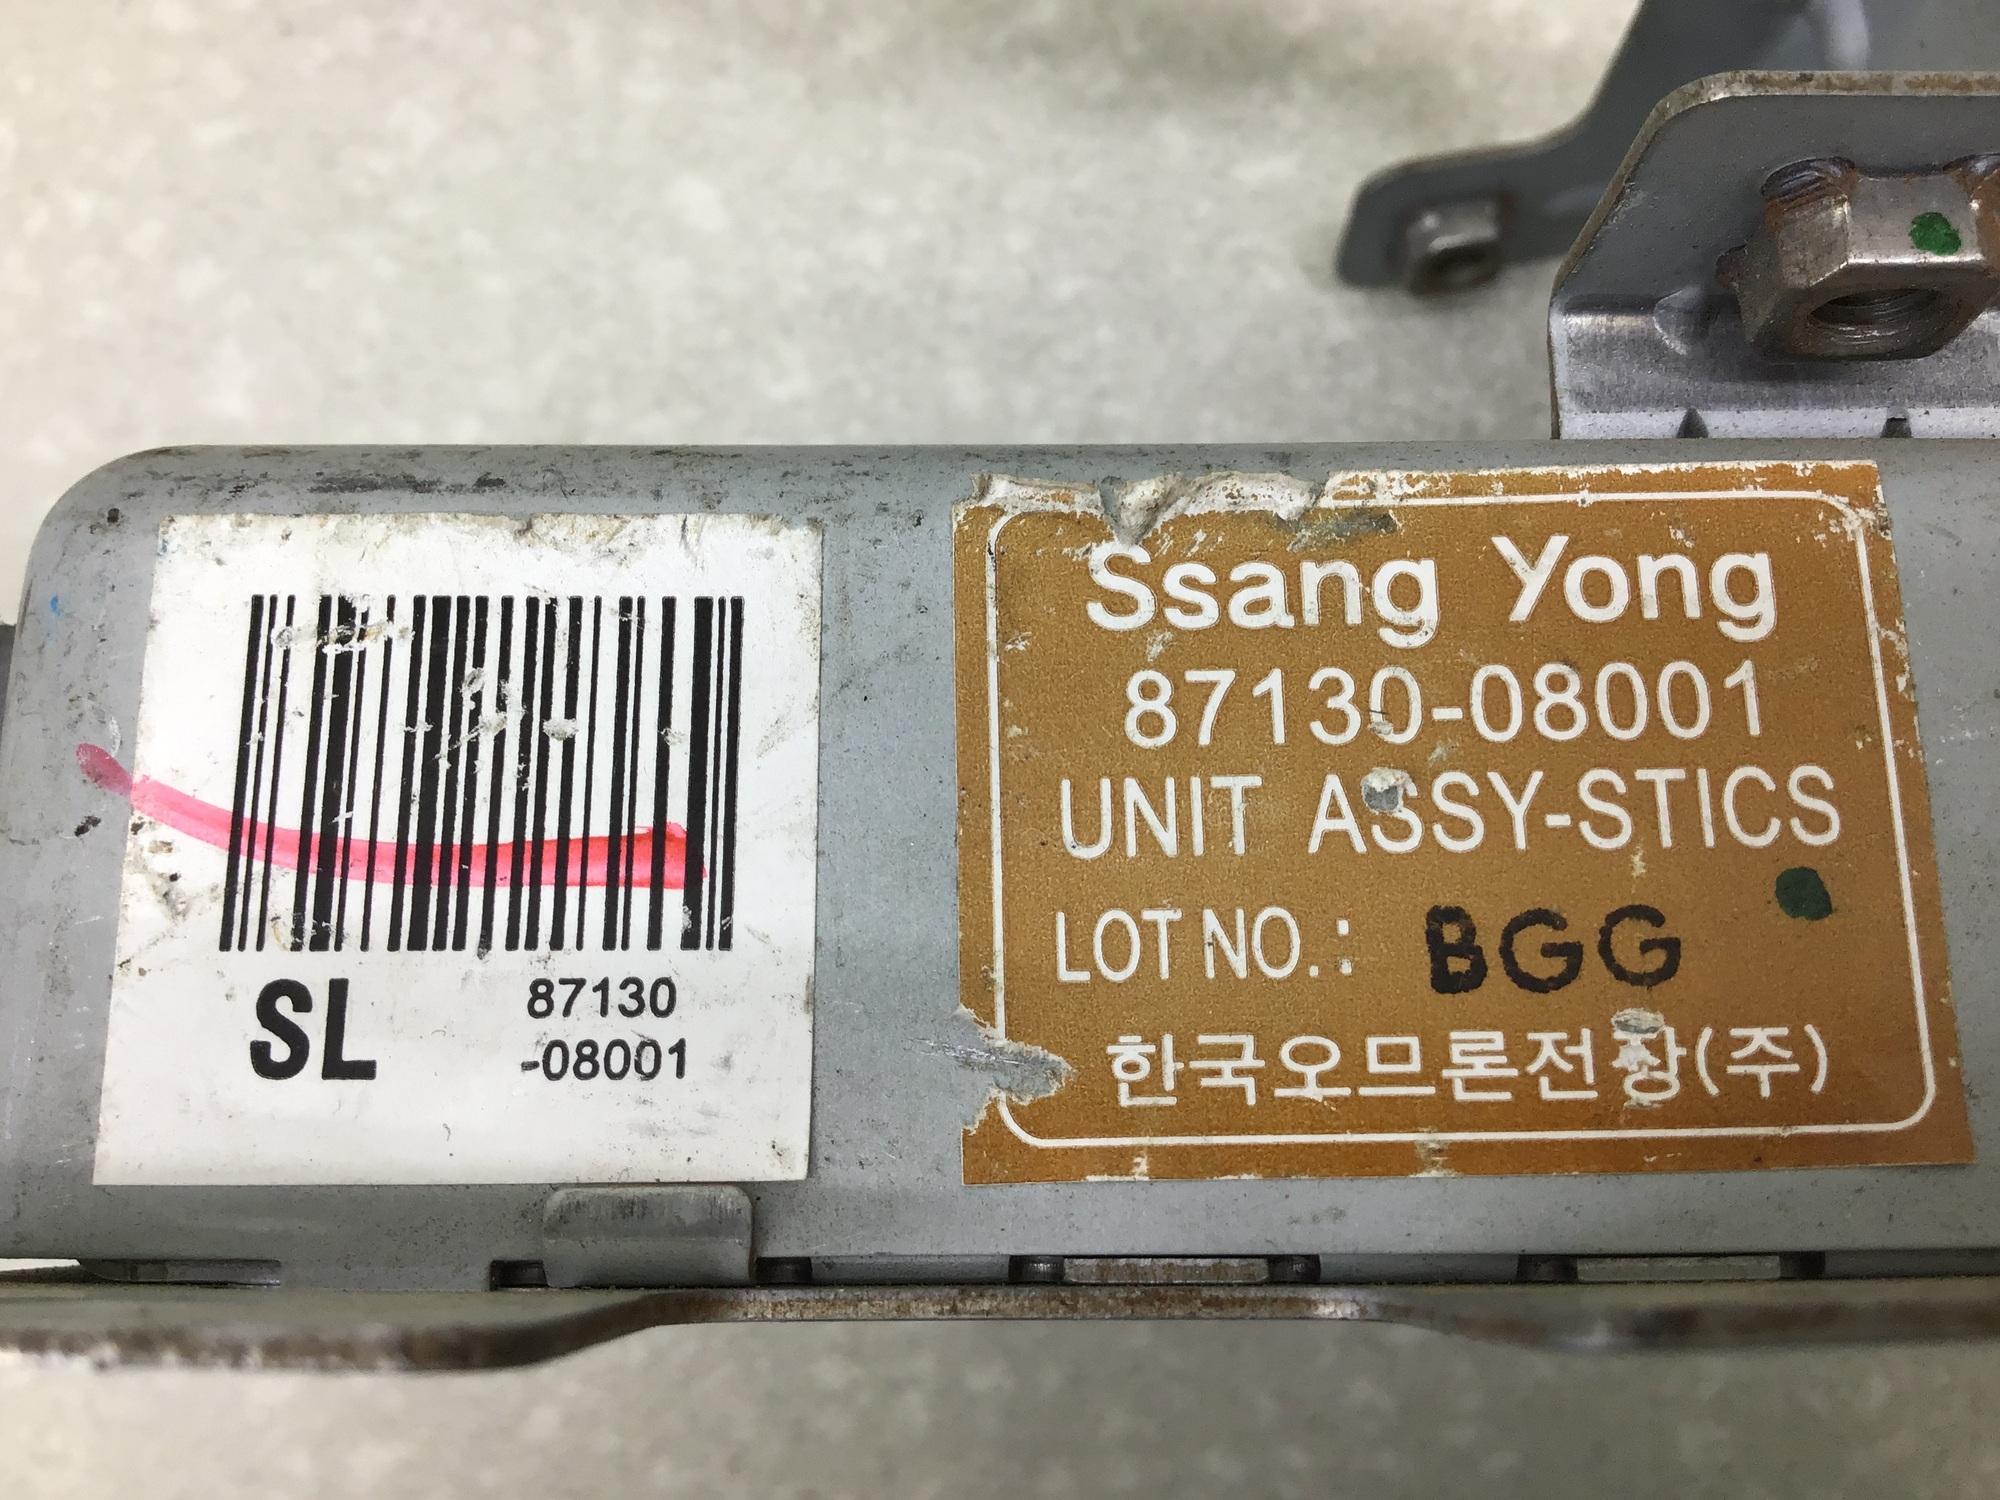 SL
87130
-08001
Ssang Yong
87130-08001
UNIT ASSY-STICS
LOT NO.: BGG
한국오므론전장(주)